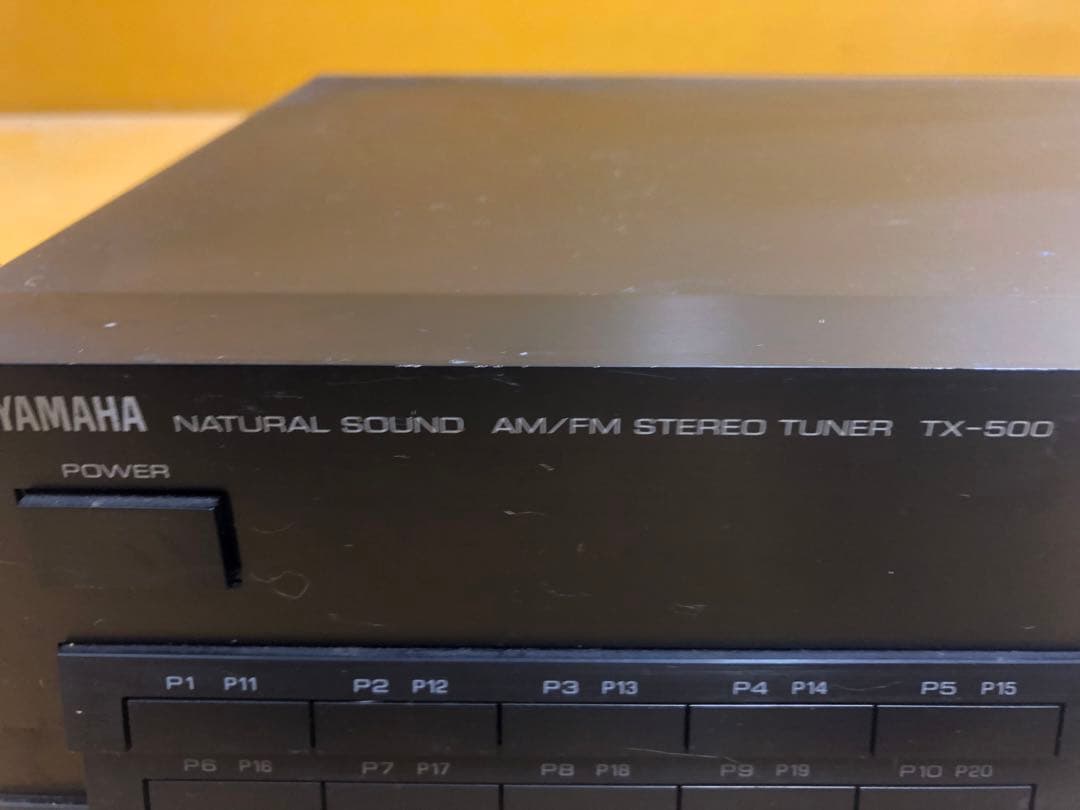 YAMAHA NATURAL SOUND AM/FM STEREO TUNER TX-500
POWER
P1 P11 P2 P12 P3 P13 P4 P14 P5 P15
P6 P16 P7 P17 P8 P18 P9 P19 P10 P20